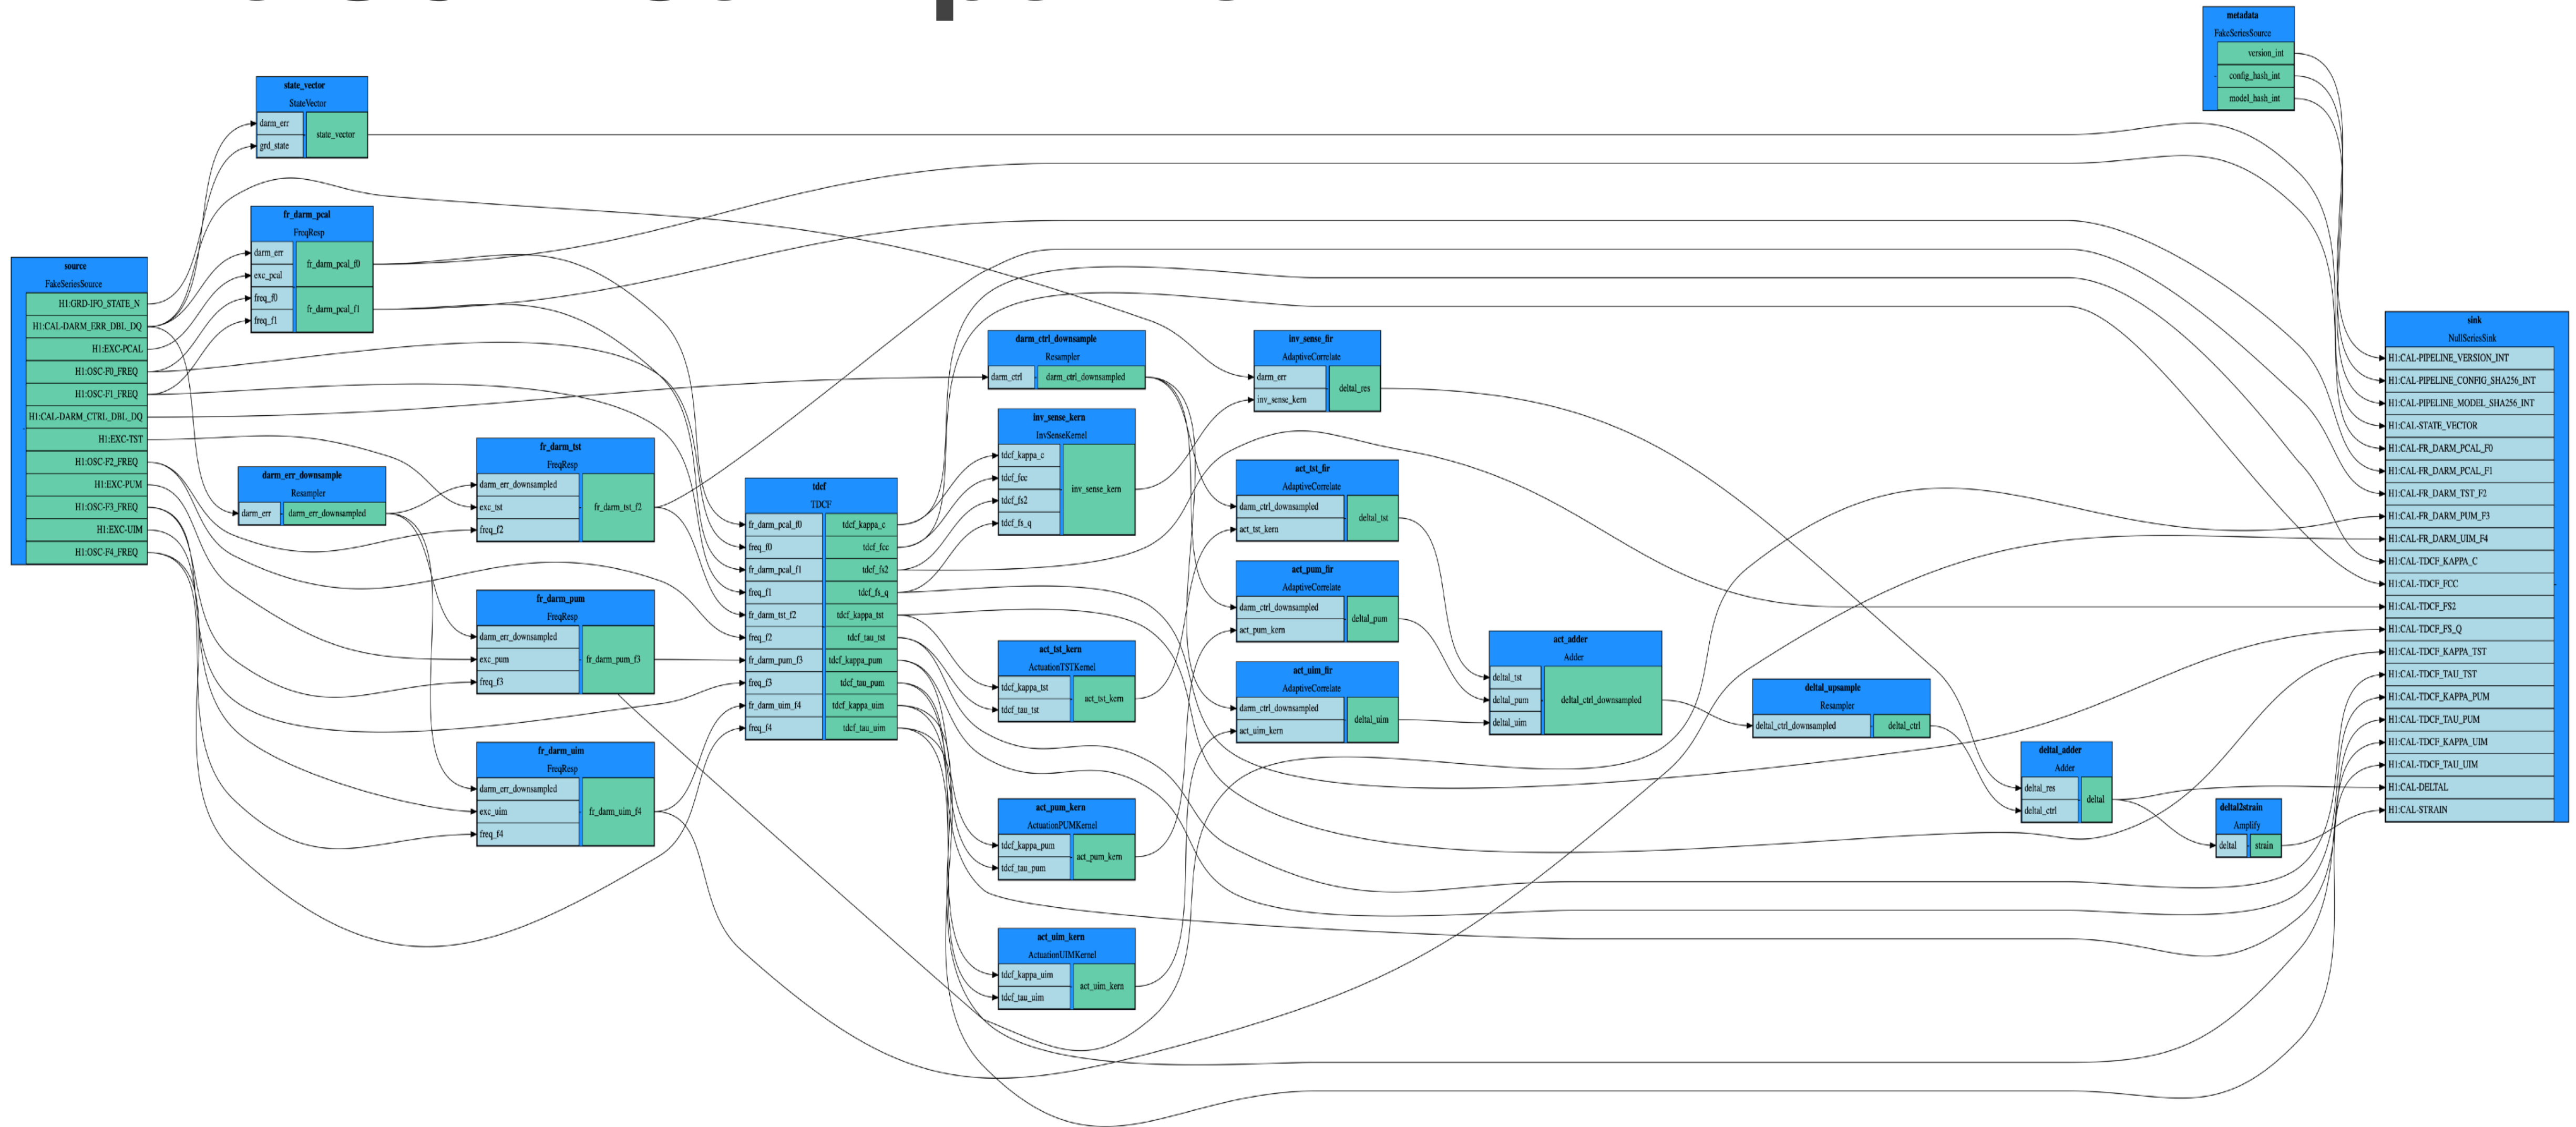 metadata
FakeSeriesSource
version_int
config_hash_int
model_hash_int
state_vector
StateVector
darm_err
grd_state
state_vector
fr_darm_pcal
FreqResp
darm_err
exc_pcal
freq_f0
freq_f1
fr_darm_pcal_f0
fr_darm_pcal_f1
source
FakeSeriesSource
H1:GRD-IFO_STATE_N
H1:CAL-DARM_ERR_DBL_DQ
H1:EXC-PCAL
H1:OSC-F0_FREQ
H1:OSC-F1_FREQ
H1:CAL-DARM_CTRL_DBL_DQ
H1:EXC-TST
H1:OSC-F2_FREQ
H1:EXC-PUM
H1:OSC-F3_FREQ
H1:EXC-UIM
H1:OSC-F4_FREQ
darm_err_downsample
Resampler
darm_err
darm_err_downsampled
fr_darm_tst
FreqResp
darm_err_downsampled
exc_tst
freq_f2
fr_darm_tst_f2
fr_darm_pum
FreqResp
darm_err_downsampled
exc_pum
freq_f3
fr_darm_pum_f3
fr_darm_uim
FreqResp
darm_err_downsampled
exc_uim
freq_f4
fr_darm_uim_f4
tdcf
TDCF
fr_darm_pcal_f0
freq_f0
fr_darm_pcal_f1
freq_f1
fr_darm_tst_f2
freq_f2
fr_darm_pum_f3
freq_f3
fr_darm_uim_f4
freq_f4
tdcf_kappa_c
tdcf_fcc
tdcf_fs2
tdcf_fs_q
tdcf_kappa_tst
tdcf_tau_tst
tdcf_kappa_pum
tdcf_tau_pum
tdcf_kappa_uim
tdcf_tau_uim
darm_ctrl_downsample
Resampler
darm_ctrl
darm_ctrl_downsampled
inv_sense_kern
InvSenseKernel
tdcf_kappa_c
tdcf_fcc
tdcf_fs2
tdcf_fs_q
inv_sense_kern
act_tst_kern
ActuationTSTKernel
tdcf_kappa_tst
tdcf_tau_tst
act_tst_kern
act_pum_kern
ActuationPUMKernel
tdcf_kappa_pum
tdcf_tau_pum
act_pum_kern
act_uim_kern
ActuationUIMKernel
tdcf_kappa_uim
tdcf_tau_uim
act_uim_kern
inv_sense_fir
AdaptiveCorrelate
darm_err
inv_sense_kern
deltal_res
act_tst_fir
AdaptiveCorrelate
darm_ctrl_downsampled
act_tst_kern
deltal_tst
act_pum_fir
AdaptiveCorrelate
darm_ctrl_downsampled
act_pum_kern
deltal_pum
act_uim_fir
AdaptiveCorrelate
darm_ctrl_downsampled
act_uim_kern
deltal_uim
act_adder
Adder
deltal_tst
deltal_pum
deltal_uim
deltal_ctrl_downsampled
deltal_upsample
Resampler
deltal_ctrl_downsampled
deltal_ctrl
deltal_adder
Adder
deltal_res
deltal_ctrl
deltal
deltal2strain
Amplify
deltal
strain
sink
NullSeriesSink
H1:CAL-PIPELINE_VERSION_INT
H1:CAL-PIPELINE_CONFIG_SHA256_INT
H1:CAL-PIPELINE_MODEL_SHA256_INT
H1:CAL-STATE_VECTOR
H1:CAL-FR_DARM_PCAL_F0
H1:CAL-FR_DARM_PCAL_F1
H1:CAL-FR_DARM_TST_F2
H1:CAL-FR_DARM_PUM_F3
H1:CAL-FR_DARM_UIM_F4
H1:CAL-TDCF_KAPPA_C
H1:CAL-TDCF_FCC
H1:CAL-TDCF_FS2
H1:CAL-TDCF_FS_Q
H1:CAL-TDCF_KAPPA_TST
H1:CAL-TDCF_TAU_TST
H1:CAL-TDCF_KAPPA_PUM
H1:CAL-TDCF_TAU_PUM
H1:CAL-TDCF_KAPPA_UIM
H1:CAL-TDCF_TAU_UIM
H1:CAL-DELTAL
H1:CAL-STRAIN